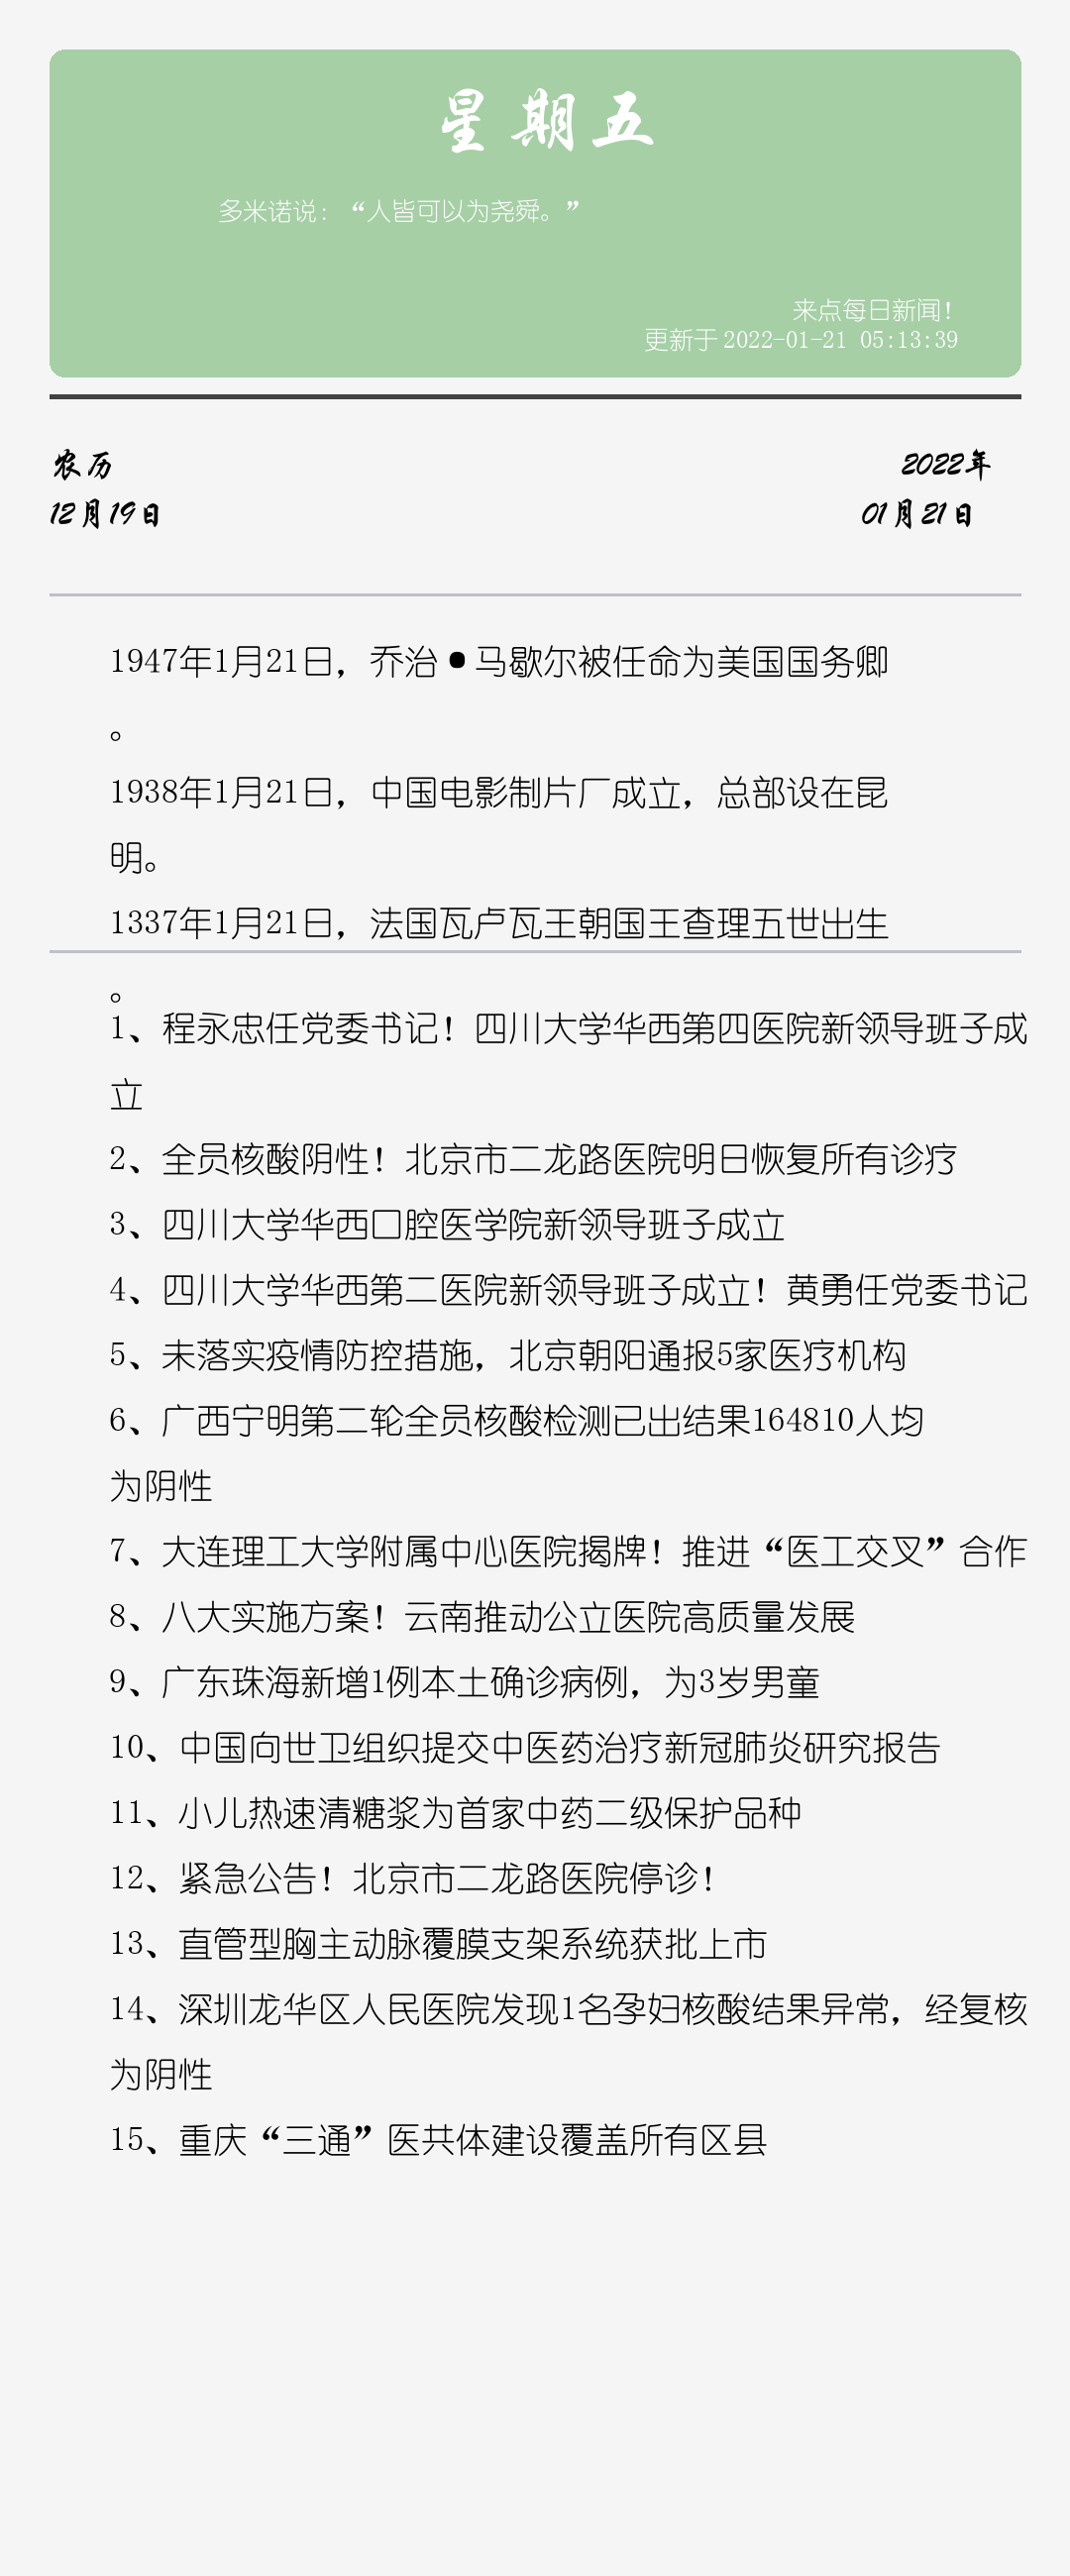 星期五
多米诺说：“人皆可以为尧舜。”
来点每日新闻！
更新于 2022-01-21 05:13:39
农历
2022年
12月19日
01月21日
1947年1月21日，乔治•马歇尔被任命为美国国务卿
。
1938年1月21日，中国电影制片厂成立，总部设在昆
明。
1337年1月21日，法国瓦卢瓦王朝国王查理五世出生
。
1、程永忠任党委书记！四川大学华西第四医院新领导班子成
立
2、全员核酸阴性！北京市二龙路医院明日恢复所有诊疗
3、四川大学华西口腔医学院新领导班子成立
4、四川大学华西第二医院新领导班子成立！黄勇任党委书记
5、未落实疫情防控措施，北京朝阳通报5家医疗机构
6、广西宁明第二轮全员核酸检测已出结果164810人均
为阴性
7、大连理工大学附属中心医院揭牌！推进“医工交叉”合作
8、八大实施方案！云南推动公立医院高质量发展
9、广东珠海新增1例本土确诊病例，为3岁男童
10、中国向世卫组织提交中医药治疗新冠肺炎研究报告
11、小儿热速清糖浆为首家中药二级保护品种
12、紧急公告！北京市二龙路医院停诊！
13、直管型胸主动脉覆膜支架系统获批上市
14、深圳龙华区人民医院发现1名孕妇核酸结果异常，经复核
为阴性
15、重庆“三通”医共体建设覆盖所有区县